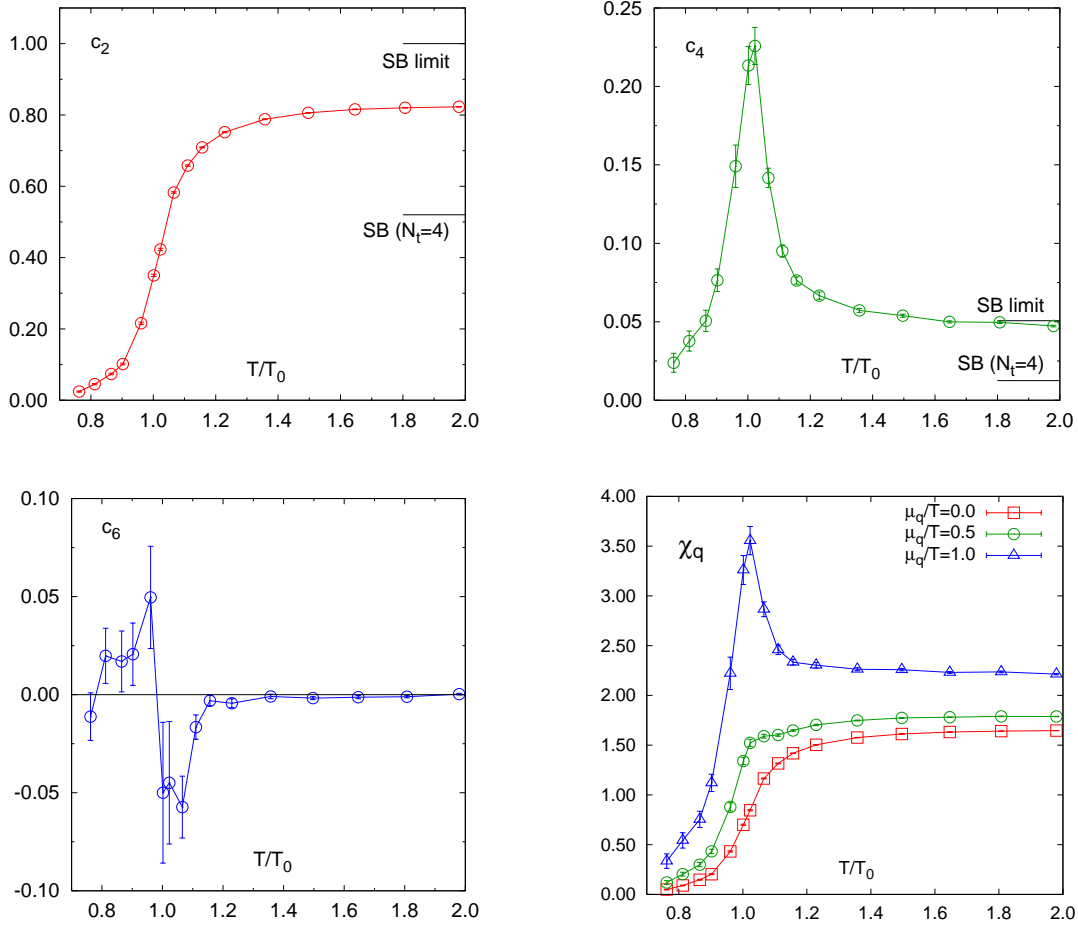 c2
1.00
0.80
0.60
0.40
0.20
0.00
SB limit
SB (Nt=4)
T/T0
0.8 1.0 1.2 1.4 1.6 1.8 2.0
c4
0.25
0.20
0.15
0.10
0.05
0.00
SB limit
SB (Nt=4)
T/T0
0.8 1.0 1.2 1.4 1.6 1.8 2.0
c6
0.10
0.05
0.00
-0.05
-0.10
T/T0
0.8 1.0 1.2 1.4 1.6 1.8 2.0
χq
4.00
3.50
3.00
2.50
2.00
1.50
1.00
0.50
0.00
μq/T=0.0
μq/T=0.5
μq/T=1.0
T/T0
0.8 1.0 1.2 1.4 1.6 1.8 2.0